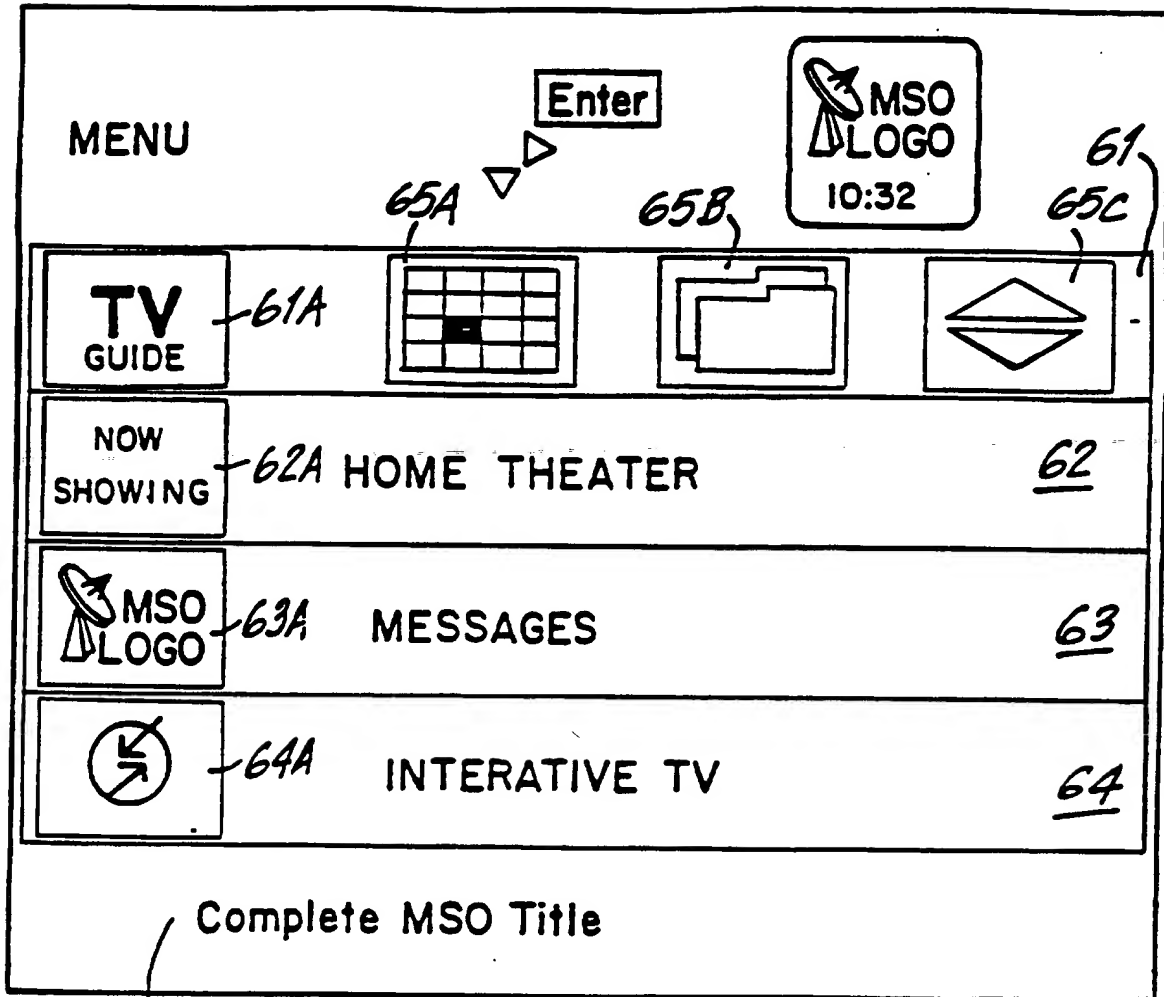 Enter
MSO
LOGO
MENU
10:32
61
65A
65B
65C
TV
GUIDE
61A
NOW
SHOWING
62A
HOME THEATER
62
MSO
LOGO
63A
MESSAGES
63
64A
INTERATIVE TV
64
Complete MSO Title